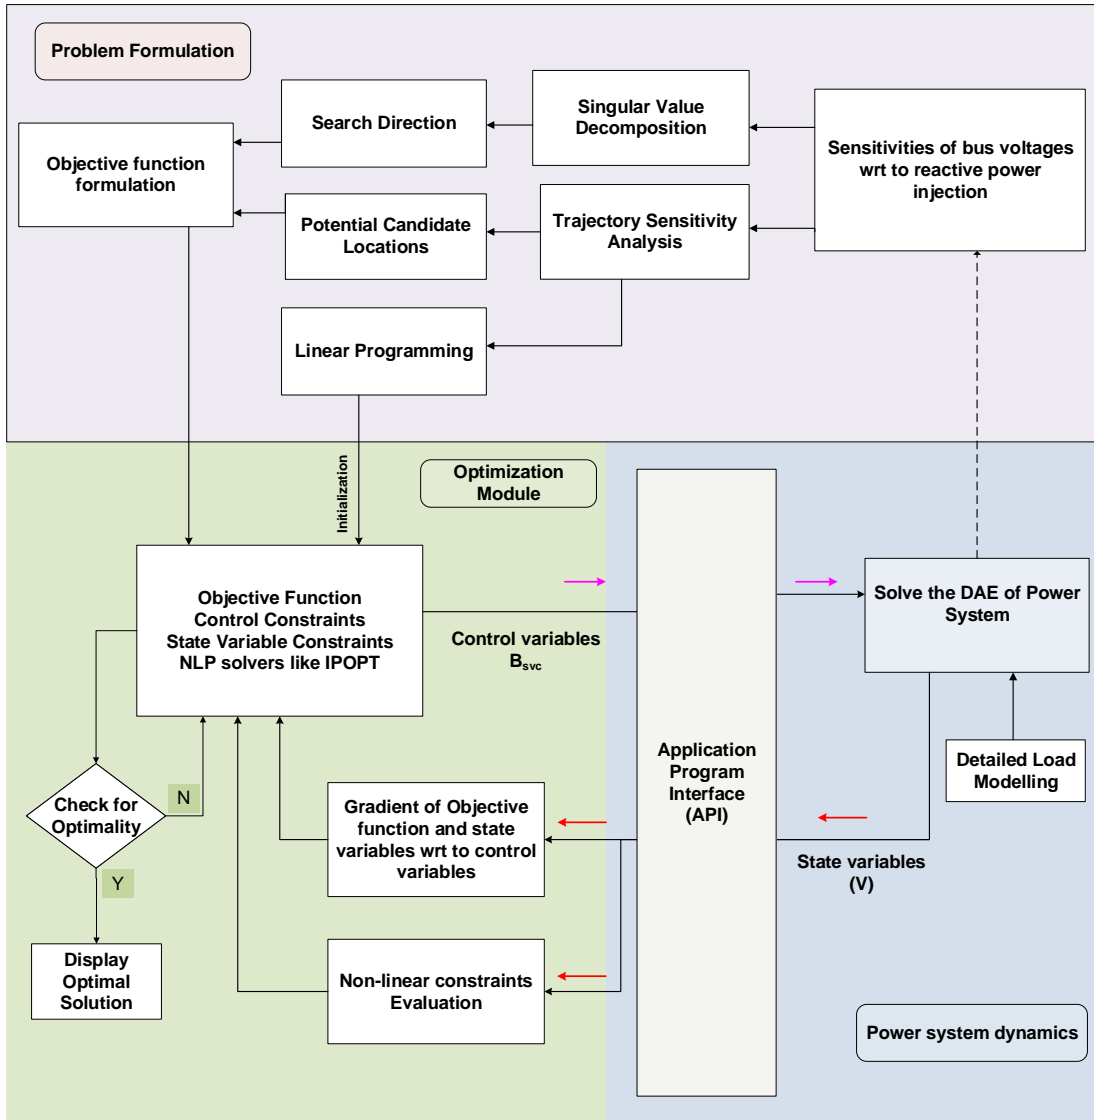 Problem Formulation
Search Direction
Singular Value
Decomposition
Sensitivities of bus voltages
wrt to reactive power
injection
Objective function
formulation
Potential Candidate
Locations
Trajectory Sensitivity
Analysis
Linear Programming
Initialization
Optimization
Module
Objective Function
Control Constraints
State Variable Constraints
NLP solvers like IPOPT
Control variables
Bsvc
Solve the DAE of Power
System
Application
Program
Interface
(API)
Detailed Load
Modelling
Check for
Optimality
N
Y
Gradient of Objective
function and state
variables wrt to control
variables
State variables
(V)
Display
Optimal
Solution
Non-linear constraints
Evaluation
Power system dynamics